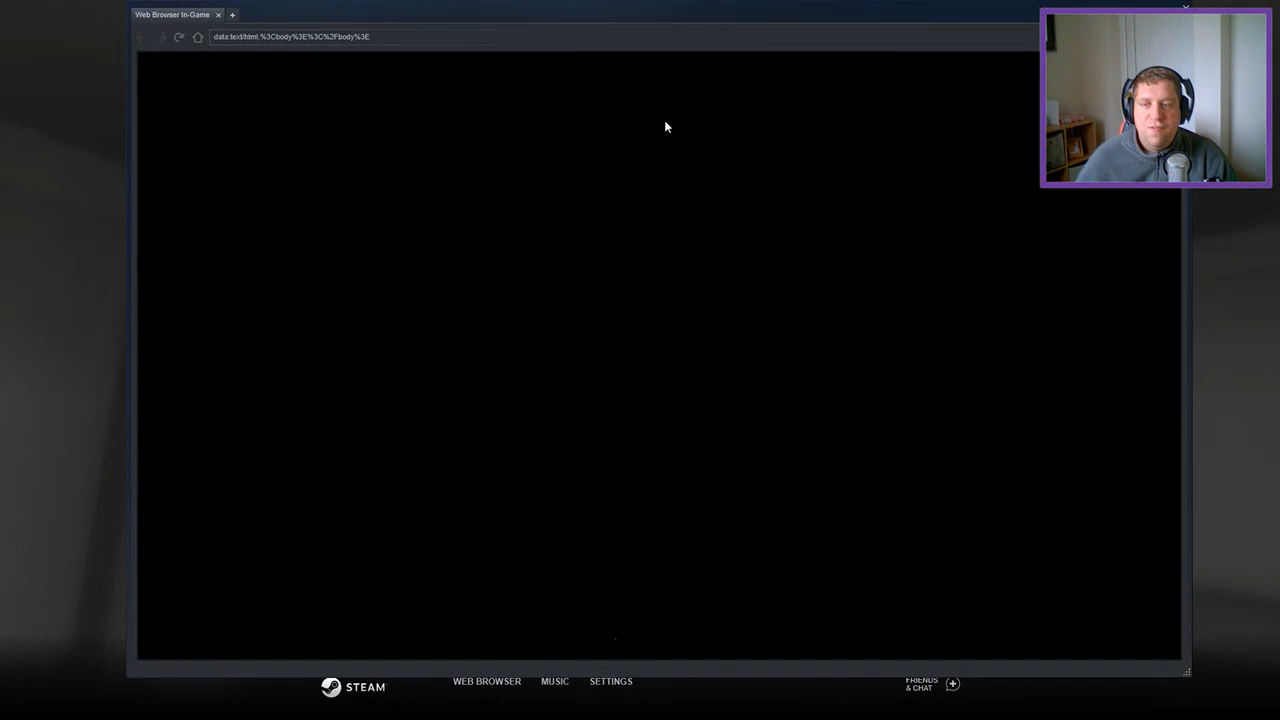 Web Browser In-Game
data:text/html,%3Cbody%3E%3C%2Fbody%3E
STEAM
WEB BROWSER
MUSIC
SETTINGS
FRIENDS
& CHAT